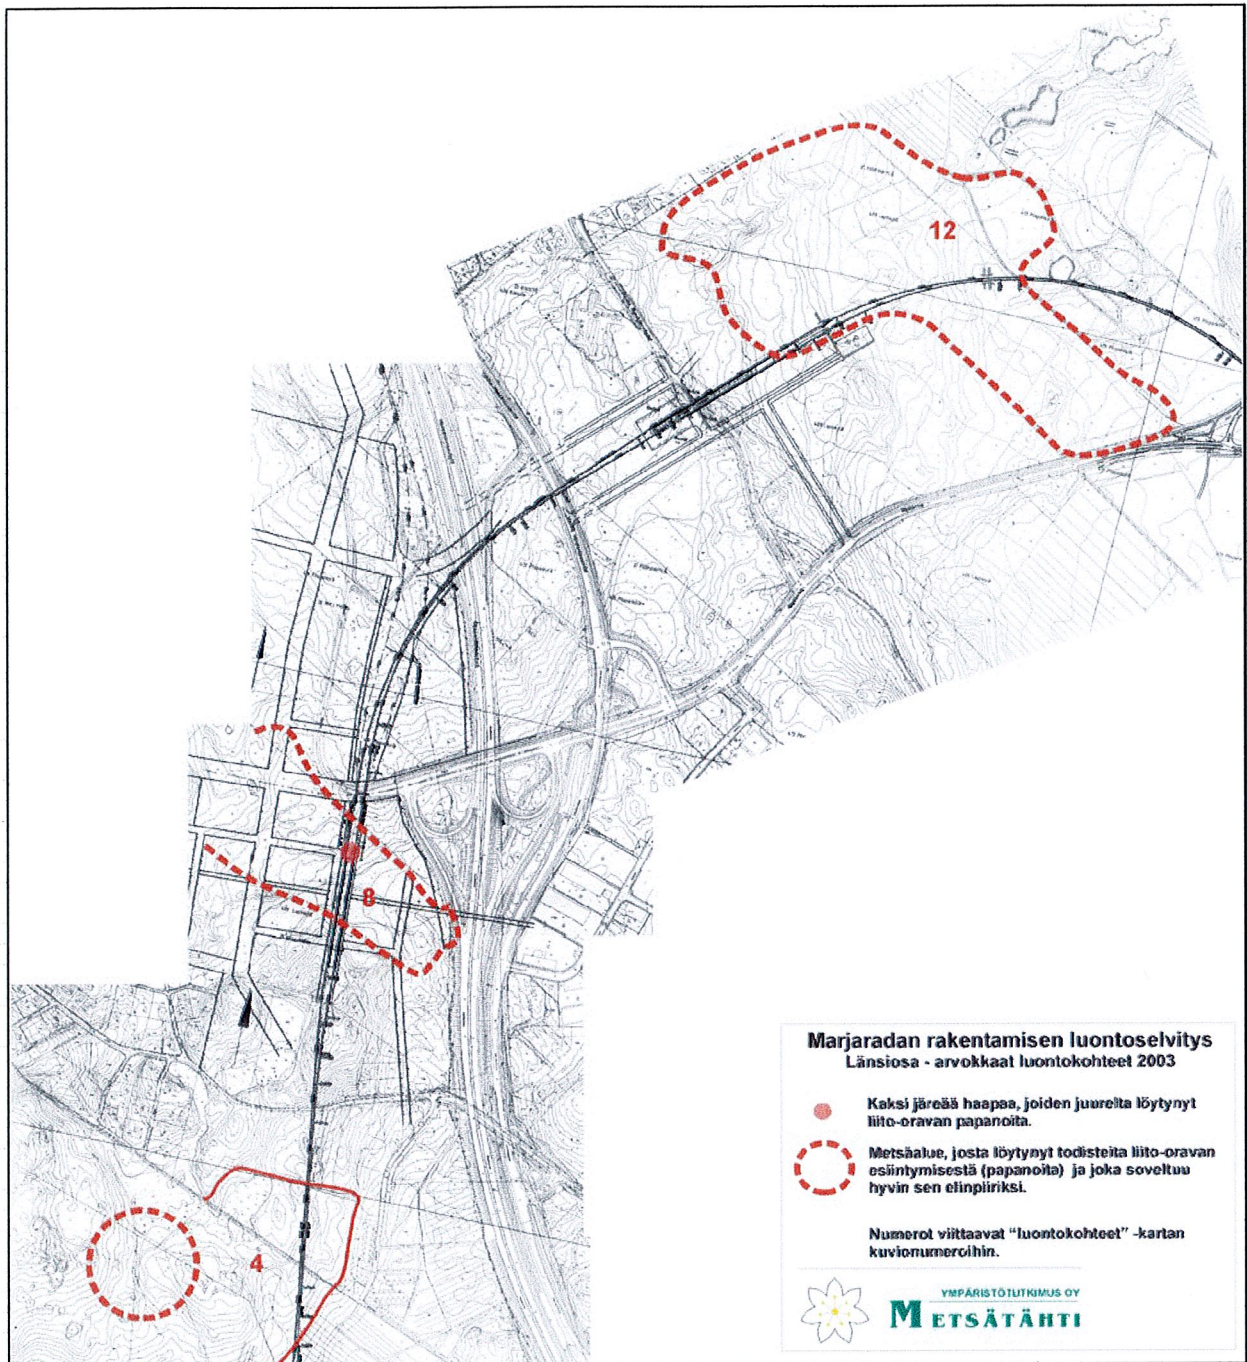 12
8
4
Marjaradan rakentamisen luontoselvitys
Länsiosa - arvokkaat luontokohteet 2003
Kaksi järeää haapaa, joiden juurelta löytynyt
liito-oravan papanoita.
Metsäalue, josta löytynyt todisteita liito-oravan
esiintymisestä (papanoita) ja joka soveltuu
hyvin sen elinpiiriksi.
Numerot viittaavat "luontokohteet" -kartan
kuvionumeroihin.
YMPÄRISTÖTUTKIMUS OY
METSÄTÄHTI